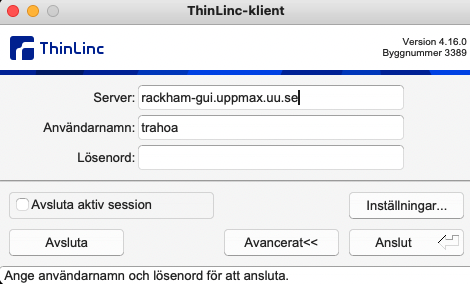 ThinLinc-klient
ThinLinc
Version 4.16.0
Byggnummer 3389
Server: rackham-gui.uppmax.uu.se
Användarnamn: trahoa
Lösenord:
Avsluta aktiv session
Inställningar...
Avsluta
Avancerat<<
Anslut
Ange användarnamn och lösenord för att ansluta.